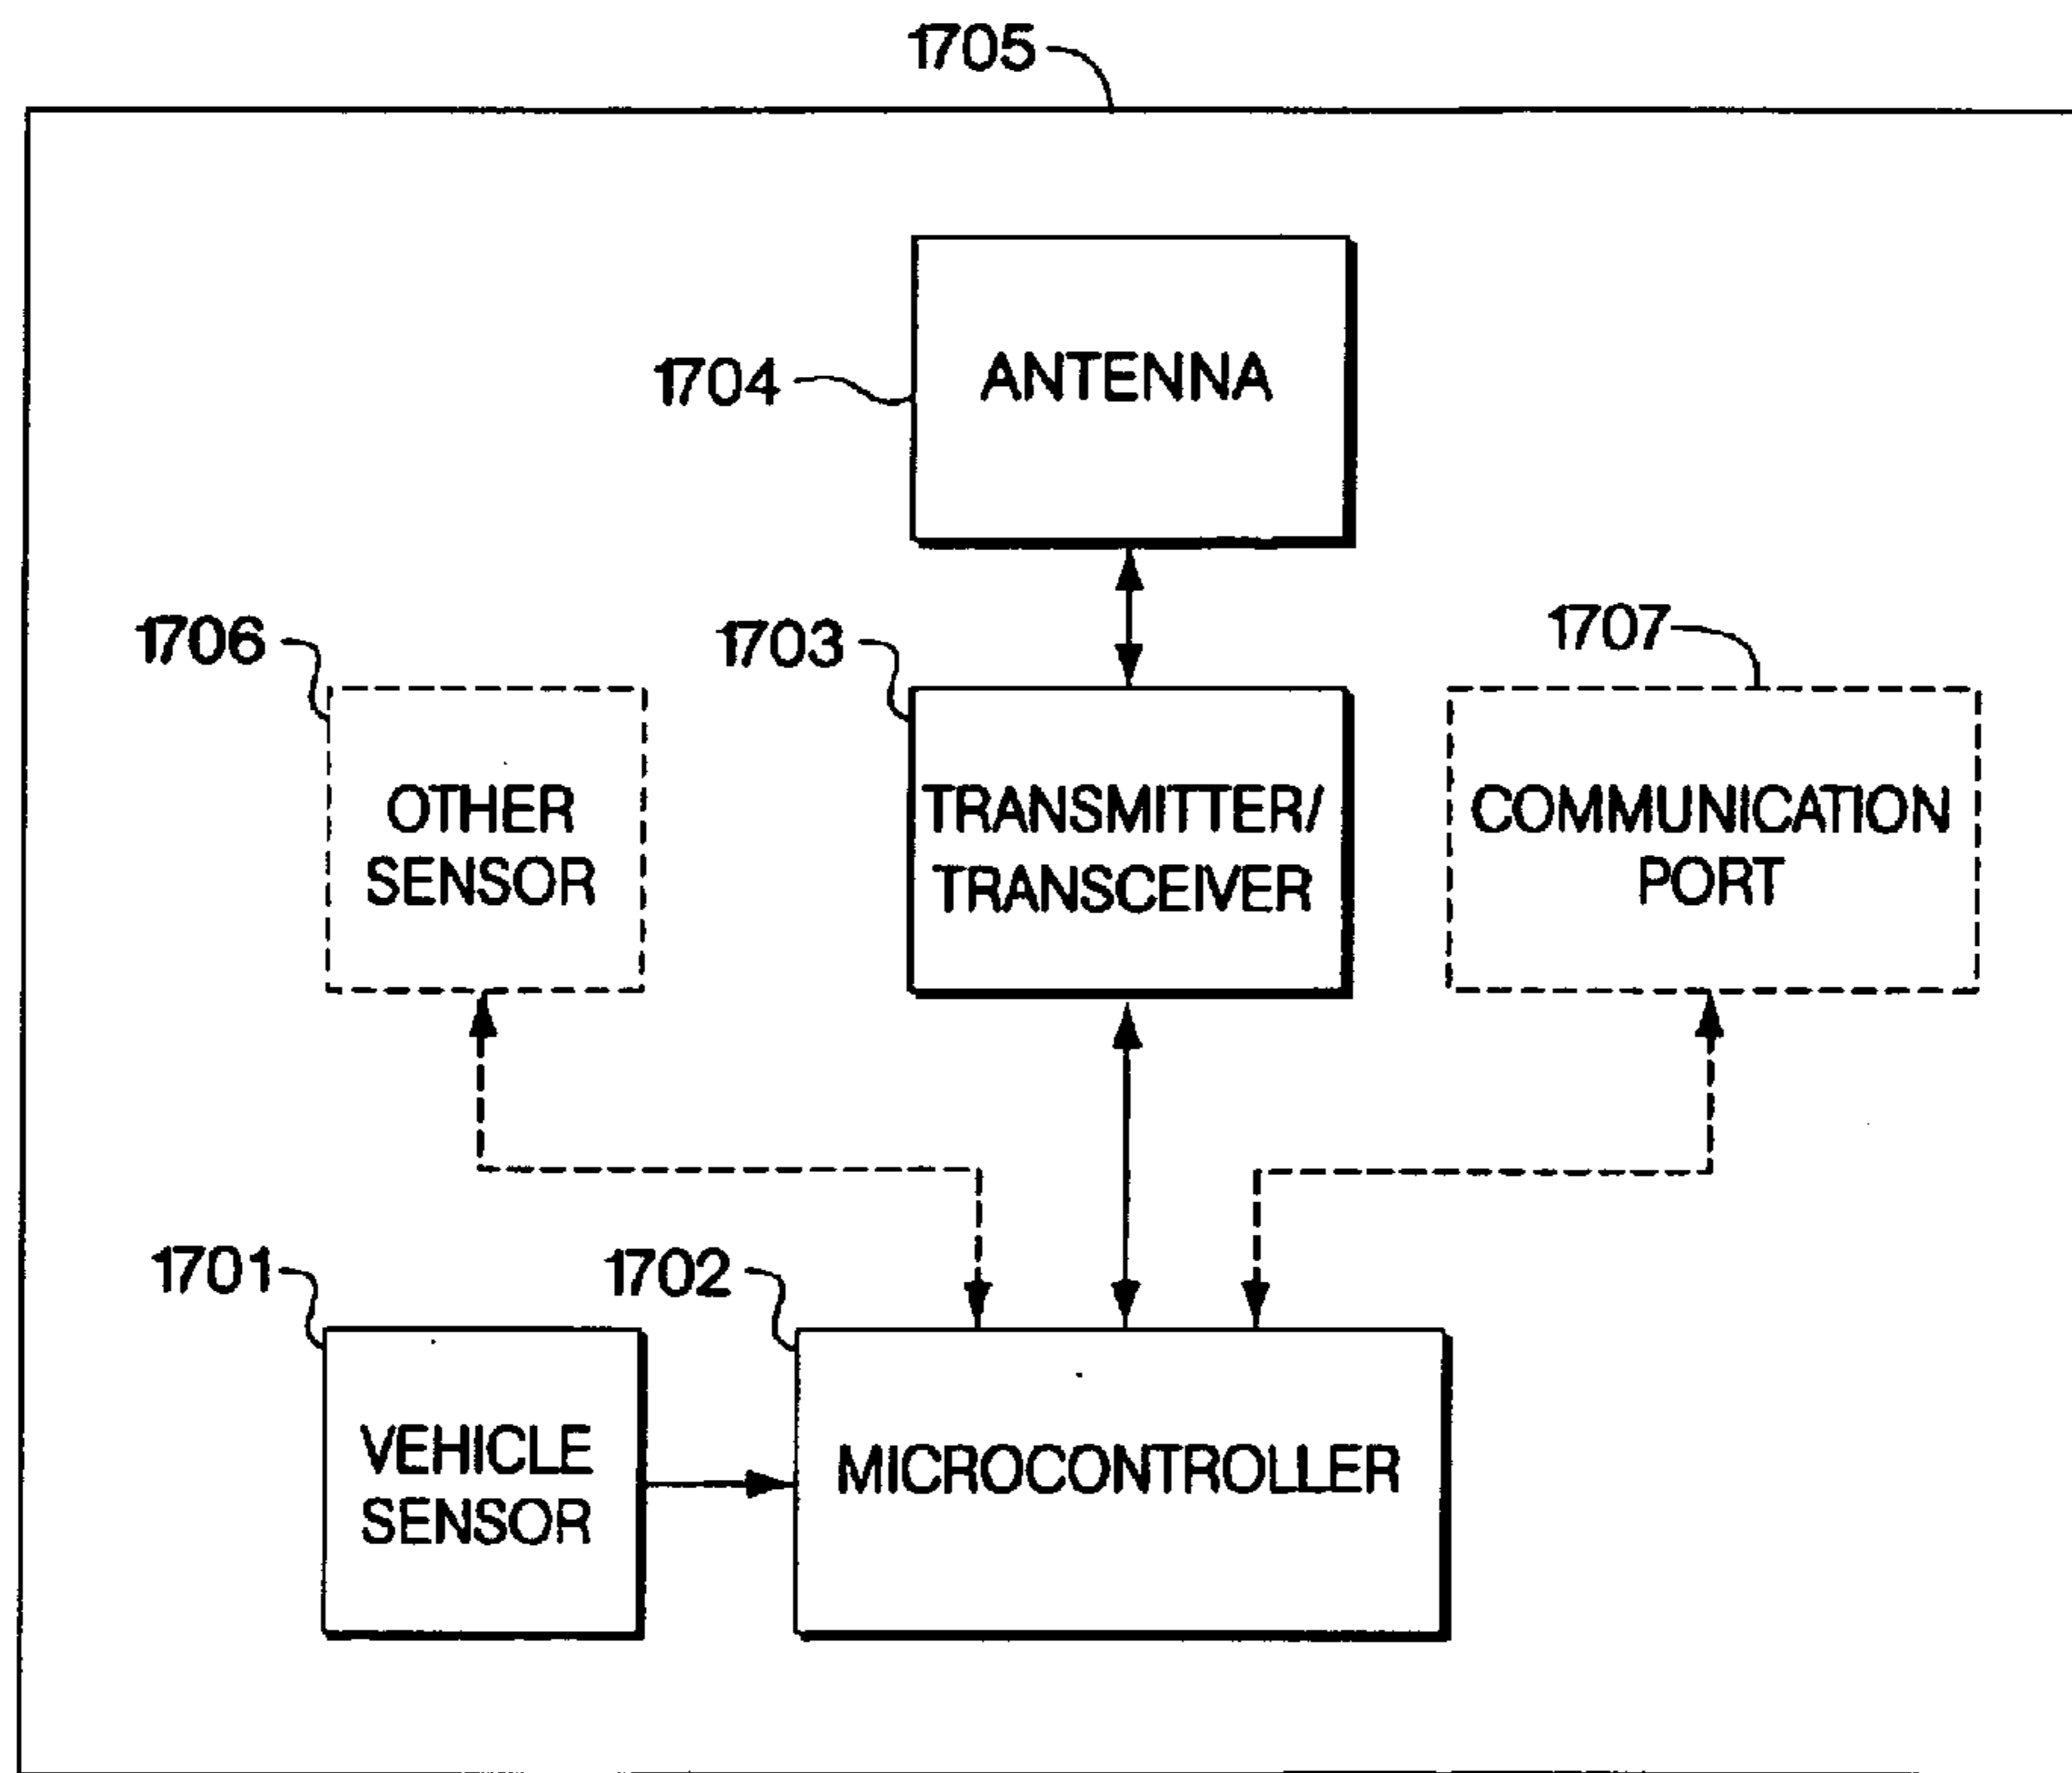 1705
1704
ANTENNA
1706
1703
1707
OTHER
SENSOR
TRANSMITTER/
TRANSCEIVER
COMMUNICATION
PORT
1701
1702
VEHICLE
SENSOR
MICROCONTROLLER